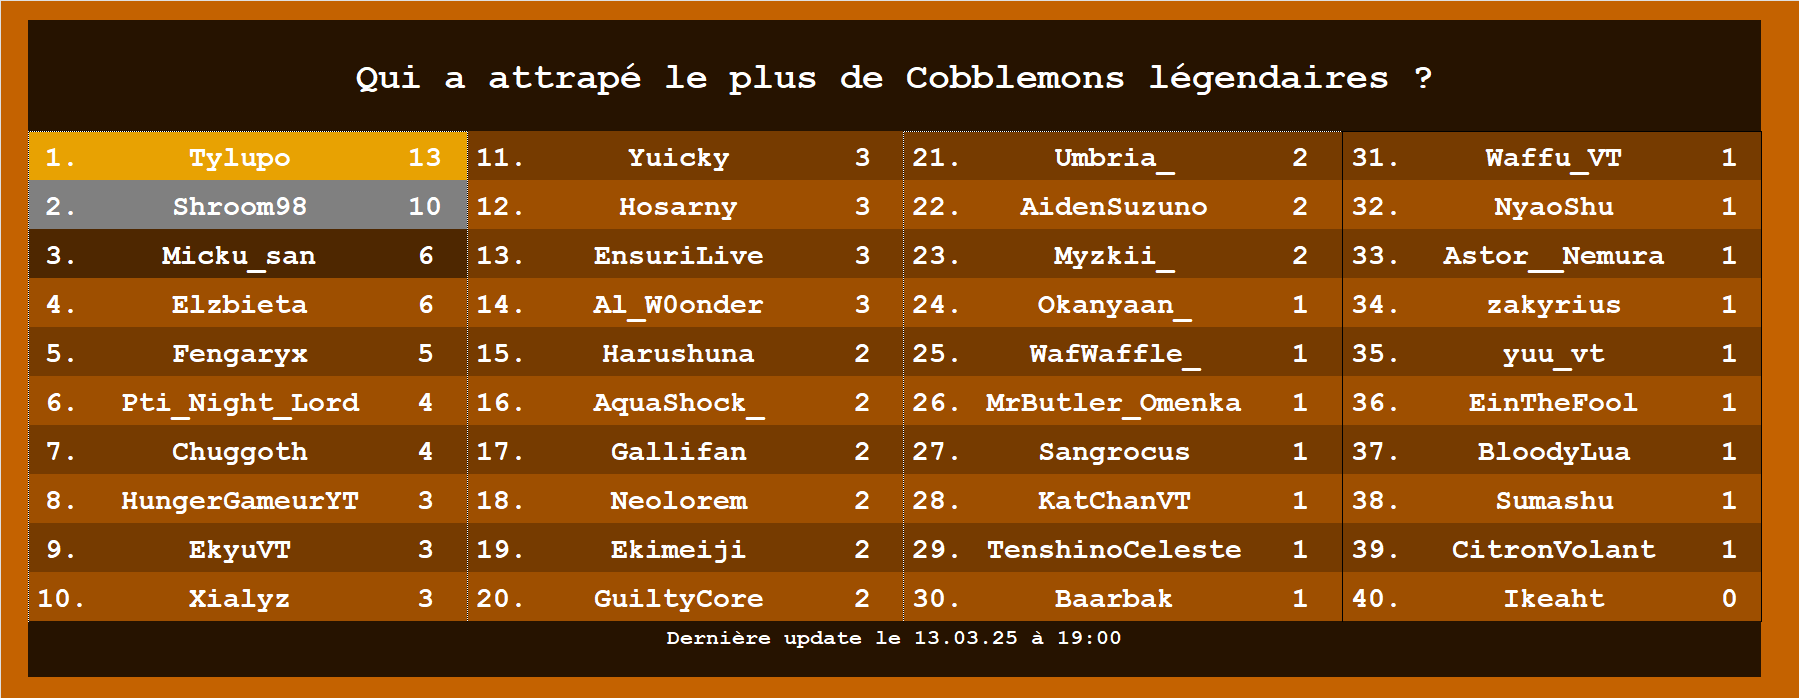 Qui a attrapé le plus de Cobblemons légendaires ?
1. Tylupo 13
2. Shroom98 10
3. Micku_san 6
4. Elzbieta 6
5. Fengaryx 5
6. Pti_Night_Lord 4
7. Chuggoth 4
8. HungerGameurYT 3
9. EkyuVT 3
10. Xialyz 3
11. Yuicky 3
12. Hosarny 3
13. EnsuriLive 3
14. Al_W0onder 3
15. Harushuna 2
16. AquaShock_ 2
17. Gallifan 2
18. Neolorem 2
19. Ekimeiji 2
20. GuiltyCore 2
21. Umbria_ 2
22. AidenSuzuno 2
23. Myzkii_ 2
24. Okanyaan_ 1
25. WafWaffle_ 1
26. MrButler_Omenka 1
27. Sangrocus 1
28. KatChanVT 1
29. TenshinoCeleste 1
30. Baarbak 1
31. Waffu_VT 1
32. NyaoShu 1
33. Astor__Nemura 1
34. zakyrius 1
35. yuu_vt 1
36. EinTheFool 1
37. BloodyLua 1
38. Sumashu 1
39. CitronVolant 1
40. Ikeaht 0
Dernière update le 13.03.25 à 19:00